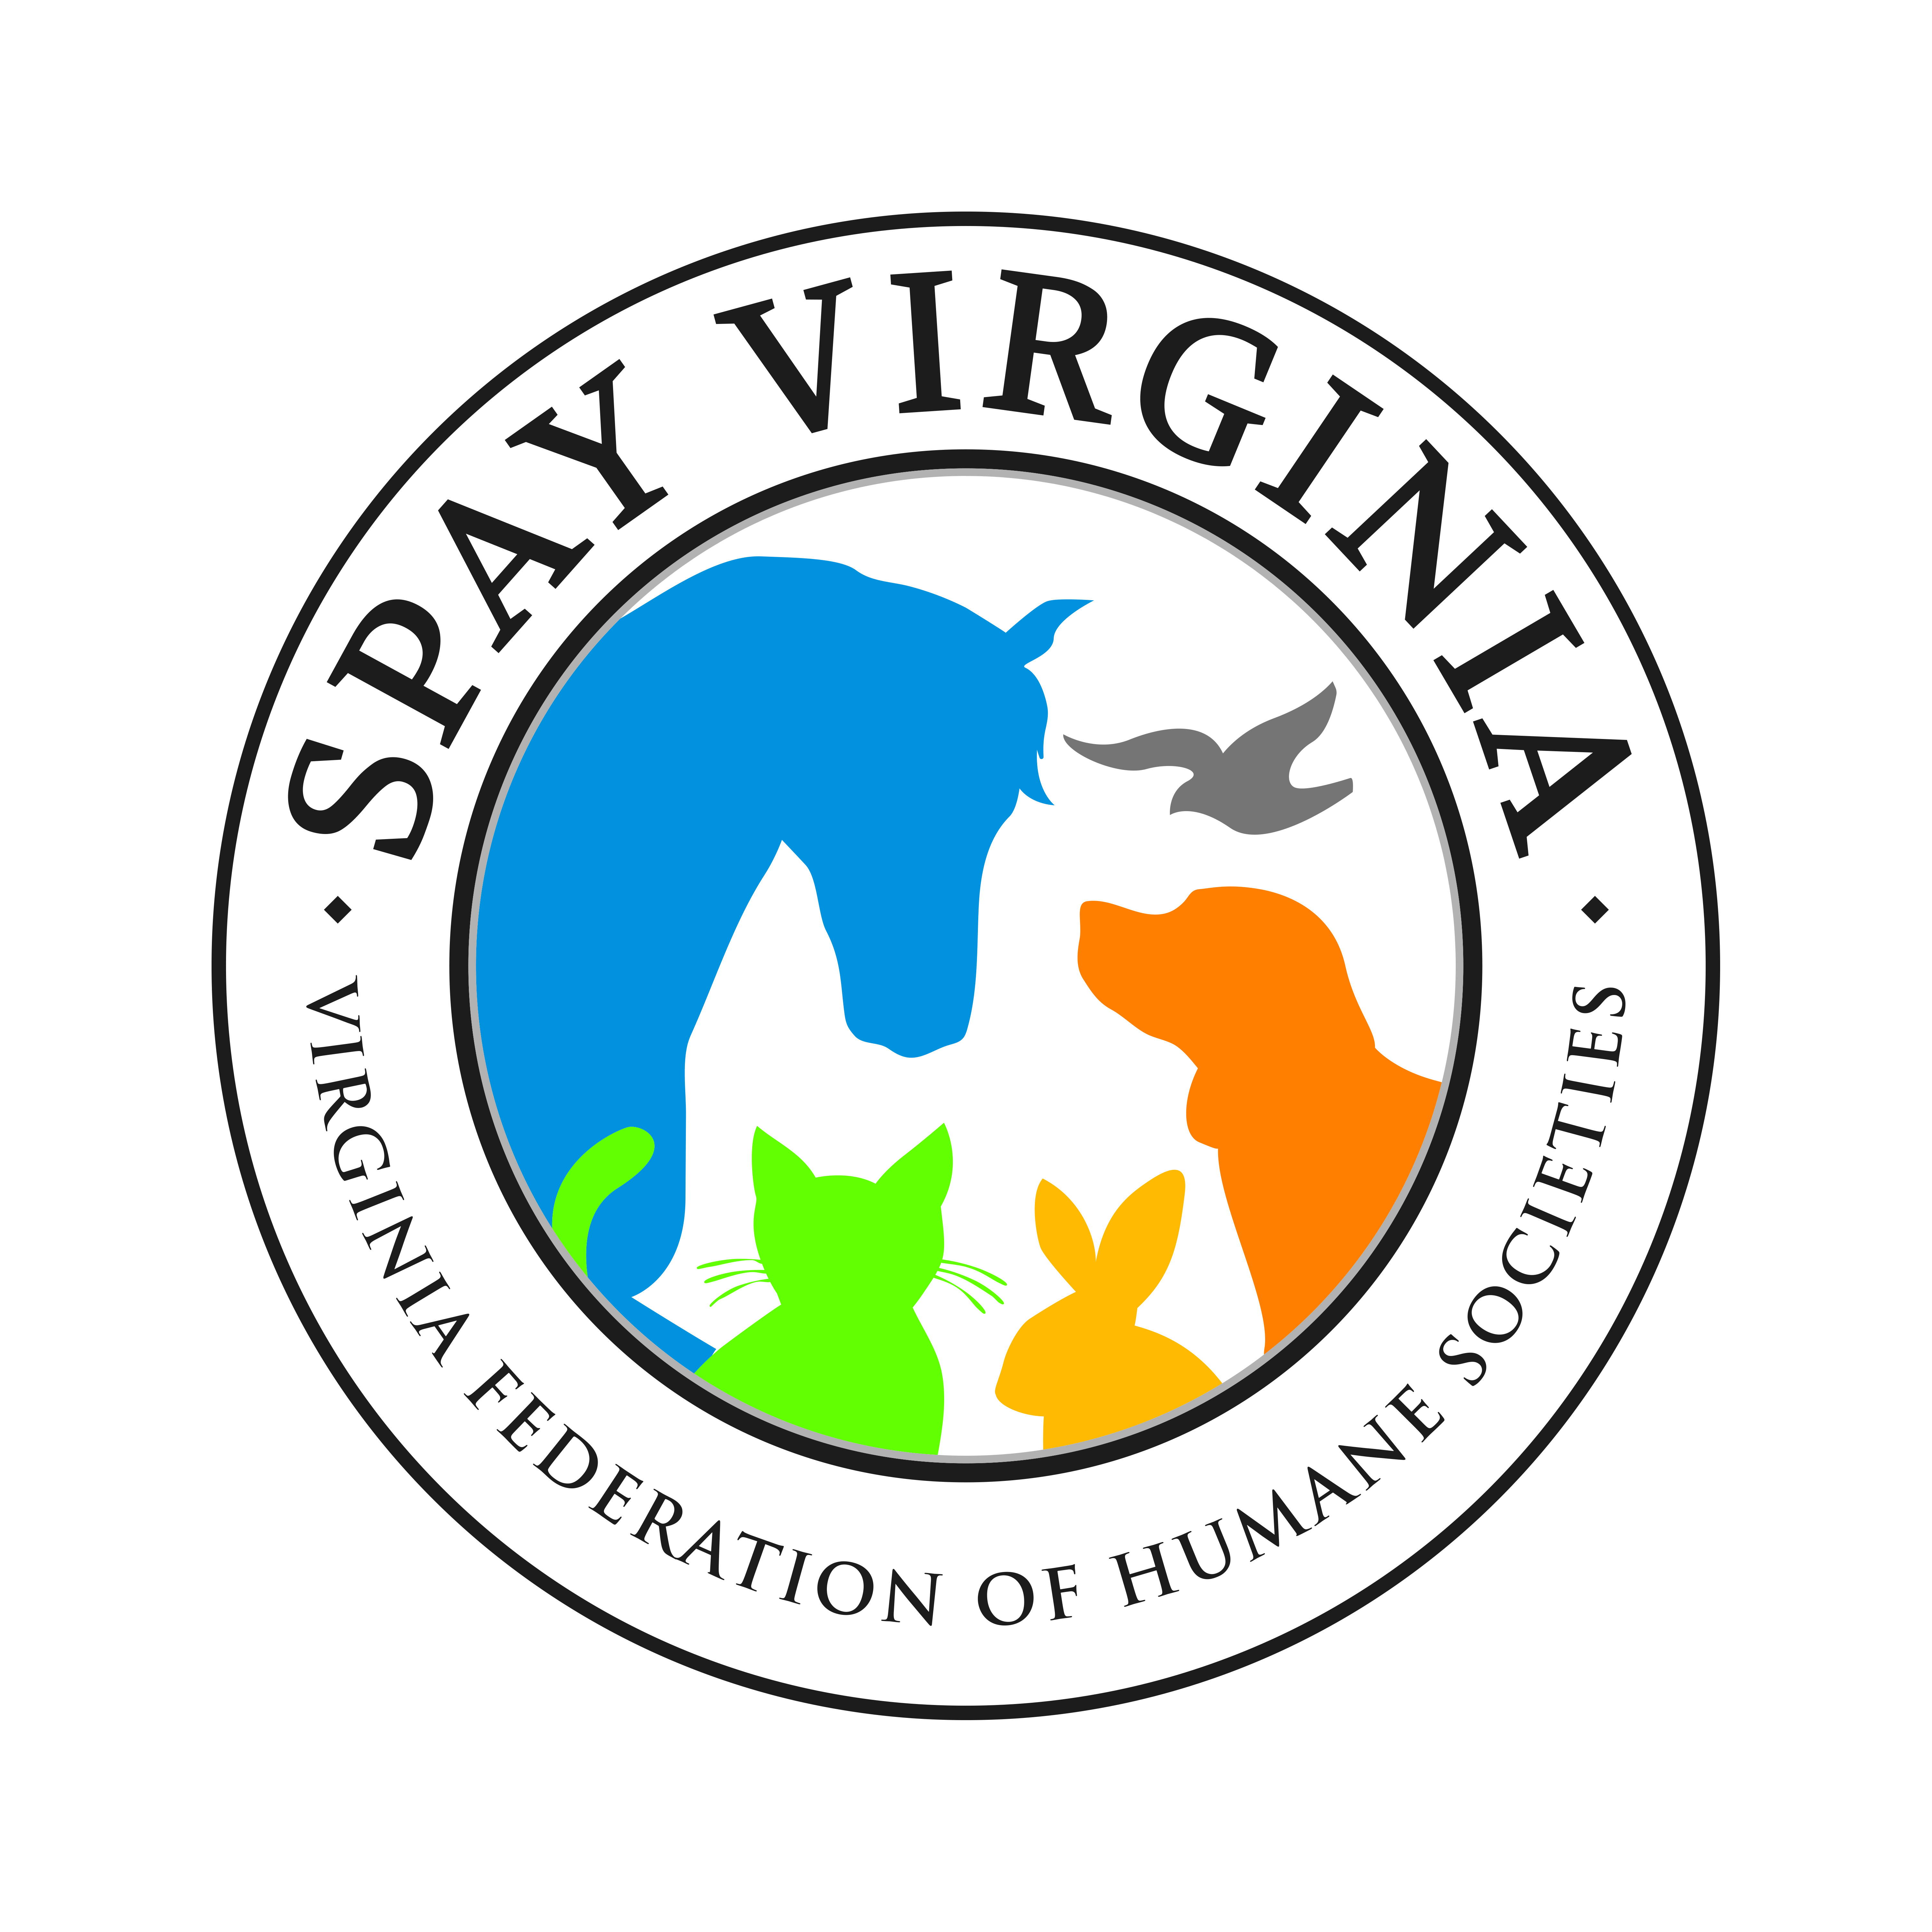 SPAY VIRGINIA
VIRGINIA FEDERATION OF HUMANE SOCIETIES